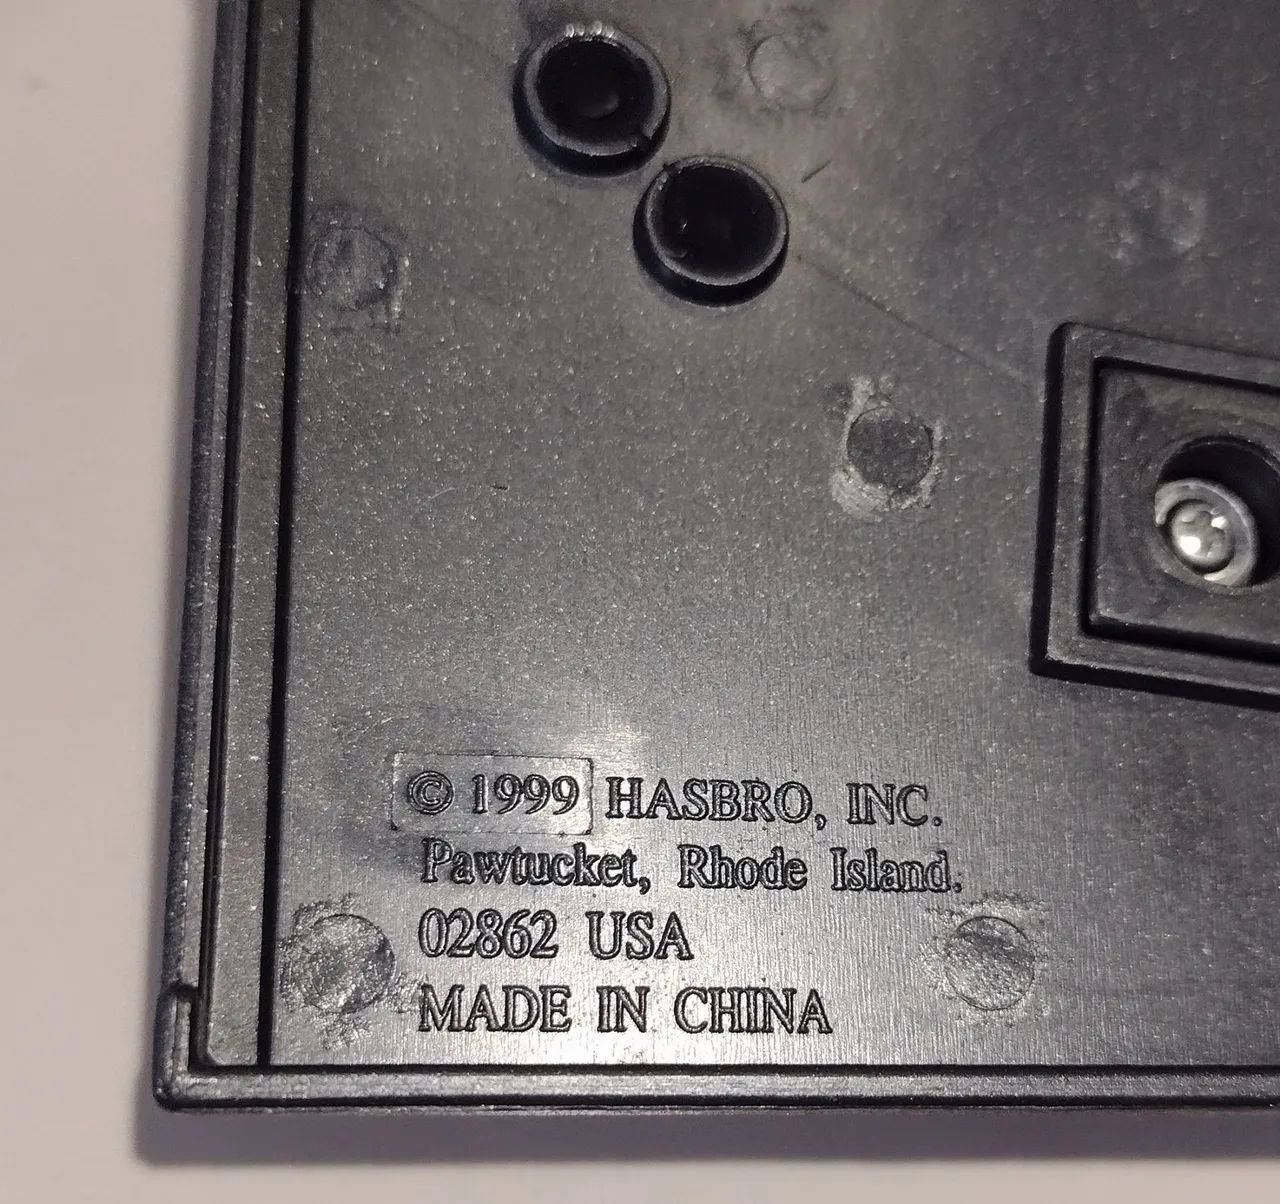 © 1999 HASBRO, INC.
Pawtucket, Rhode Island.
02862 USA
MADE IN CHINA